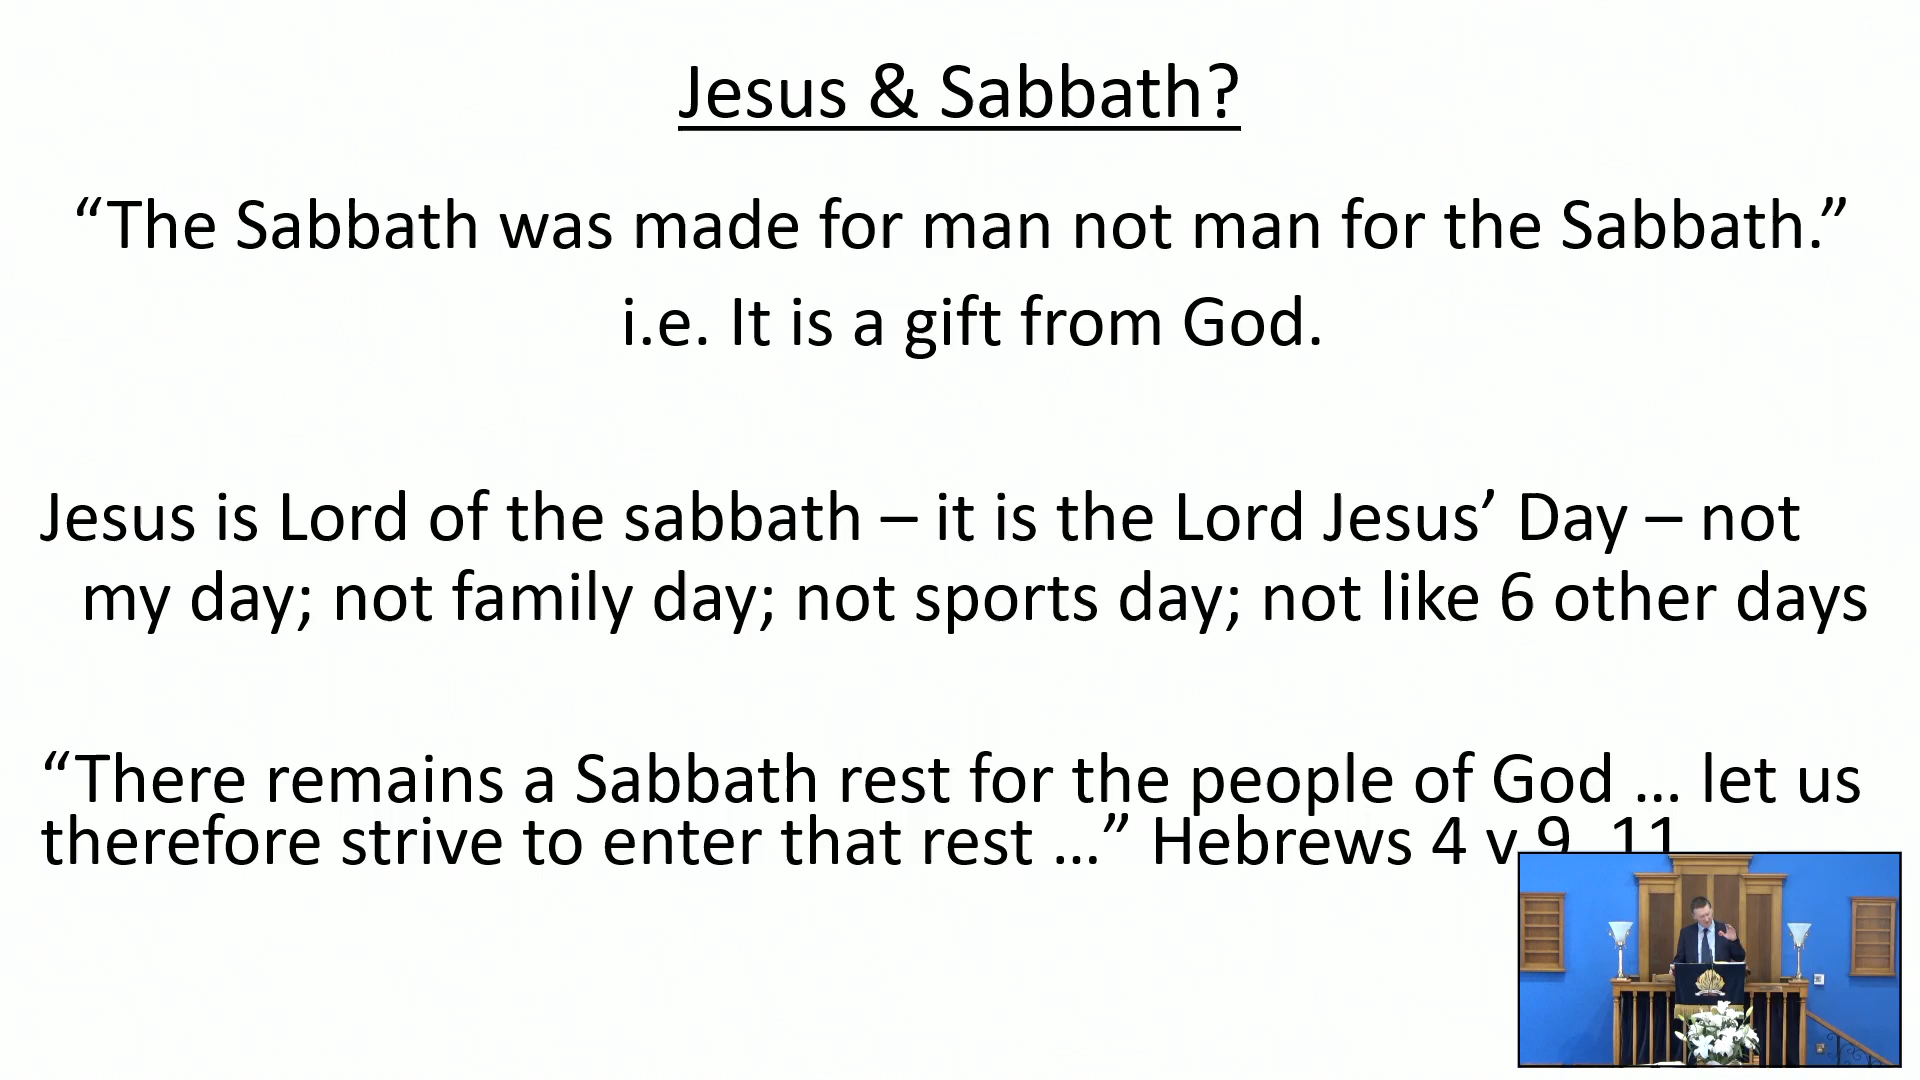 Jesus & Sabbath?
“The Sabbath was made for man not man for the Sabbath.”
i.e. It is a gift from God.
Jesus is Lord of the sabbath – it is the Lord Jesus’ Day – not
my day; not family day; not sports day; not like 6 other days
“There remains a Sabbath rest for the people of God … let us
therefore strive to enter that rest …” Hebrews 4 v 9, 11